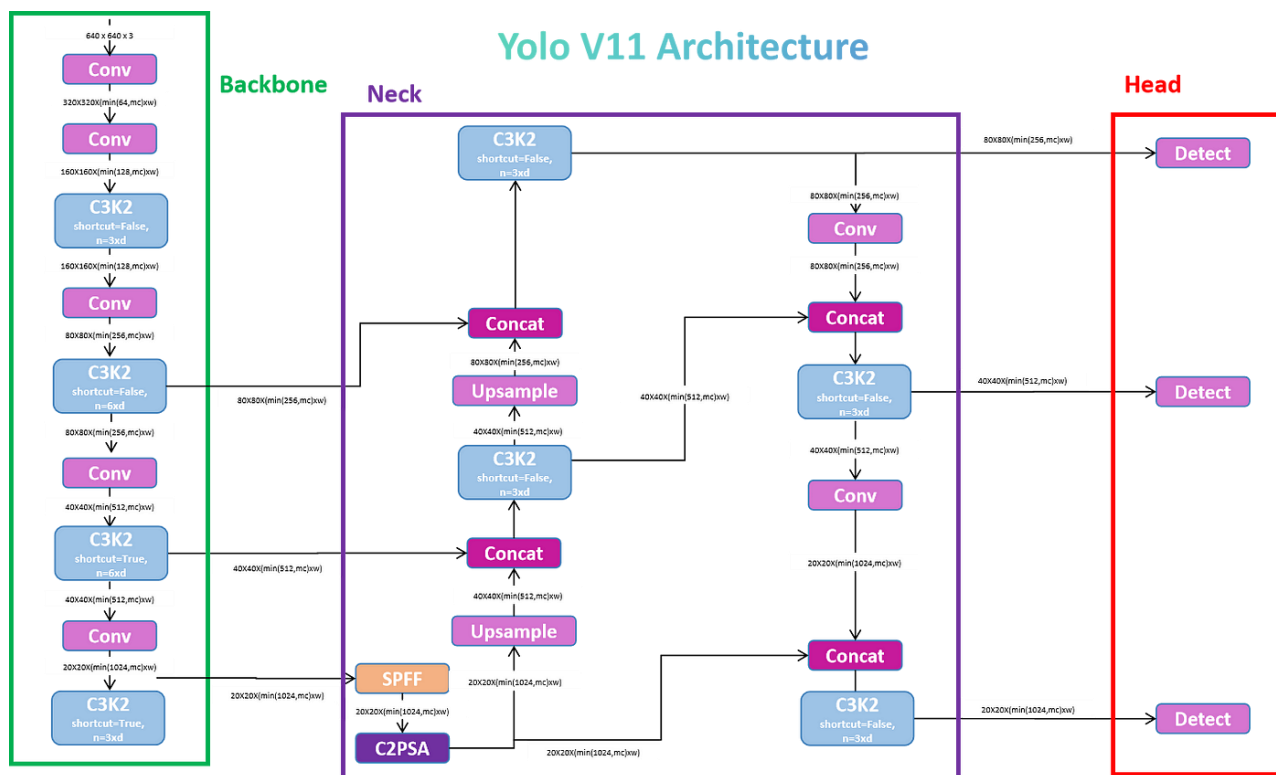 Yolo V11 Architecture
Backbone
640 x 640 x 3
Conv
320X320X(min(64,mc)xw)
Conv
160X160X(min(128,mc)xw)
C3K2
shortcut=False,
n=3xd
160X160X(min(128,mc)xw)
Conv
80X80X(min(256,mc)xw)
C3K2
shortcut=False,
n=6xd
80X80X(min(256,mc)xw)
80X80X(min(256,mc)xw)
Conv
40X40X(min(512,mc)xw)
C3K2
shortcut=True,
n=6xd
40X40X(min(512,mc)xw)
40X40X(min(512,mc)xw)
Conv
20X20X(min(1024,mc)xw)
20X20X(min(1024,mc)xw)
C3K2
shortcut=True,
n=3xd
Neck
C3K2
shortcut=False,
n=3xd
Concat
80X80X(min(256,mc)xw)
Upsample
40X40X(min(512,mc)xw)
C3K2
shortcut=False,
n=3xd
Concat
40X40X(min(512,mc)xw)
Upsample
20X20X(min(1024,mc)xw)
SPFF
20X20X(min(1024,mc)xw)
C2PSA
20X20X(min(1024,mc)xw)
40X40X(min(512,mc)xw)
80X80X(min(256,mc)xw)
Conv
80X80X(min(256,mc)xw)
Concat
C3K2
shortcut=False,
n=3xd
40X40X(min(512,mc)xw)
Conv
20X20X(min(1024,mc)xw)
Concat
C3K2
shortcut=False,
n=3xd
Head
80X80X(min(256,mc)xw)
Detect
40X40X(min(512,mc)xw)
Detect
20X20X(min(1024,mc)xw)
Detect